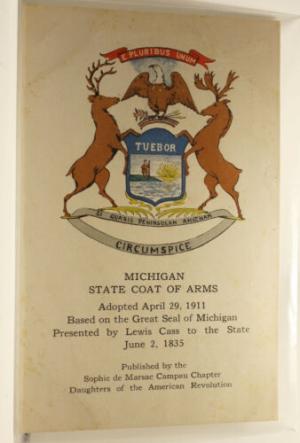 E PLURIBUS UNUM
TUEBOR
SI QUÆRIS PENINSULAM AMŒNAM
CIRCUMSPICE
MICHIGAN
STATE COAT OF ARMS
Adopted April 29, 1911
Based on the Great Seal of Michigan
Presented by Lewis Cass to the State
June 2, 1835
Published by the
Sophie de Marsac Campau Chapter
Daughters of the American Revolution